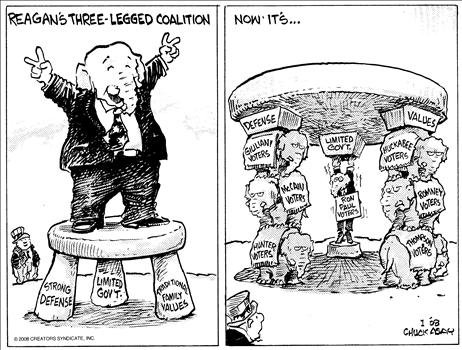 REAGAN'S THREE-LEGGED COALITION
STRONG
DEFENSE
LIMITED
GOV'T.
TRADITIONAL
FAMILY
VALUES
© 2008 CREATORS SYNDICATE, INC.
NOW IT'S...
DEFENSE
LIMITED
GOV'T.
VALUES
GIULIANI
VOTERS
HUCKABEE
VOTERS
McCAIN
VOTERS
RON
PAUL
VOTERS
ROMNEY
VOTERS
HUNTER
VOTERS
THOMPSON
VOTERS
1 08
CHUCK ASAY